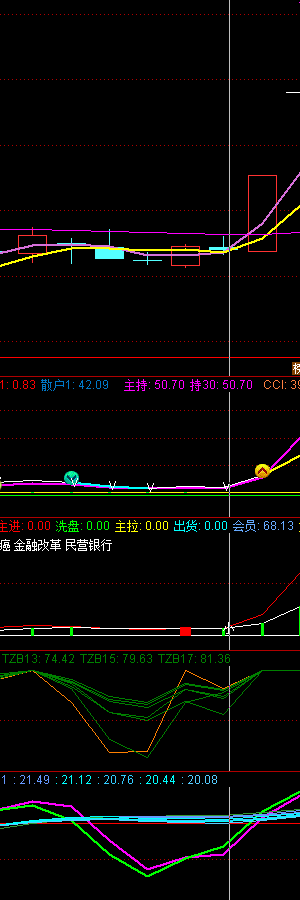 1: 0.83 散户1: 42.09 主持: 50.70 持30: 50.70 CCI: 39
主进: 0.00 洗盘: 0.00 主拉: 0.00 出货: 0.00 会员: 68.13
金融改革 民营银行
TZB13: 74.42 TZB15: 79.63 TZB17: 81.36
1 : 21.49 : 21.12 : 20.76 : 20.44 : 20.08